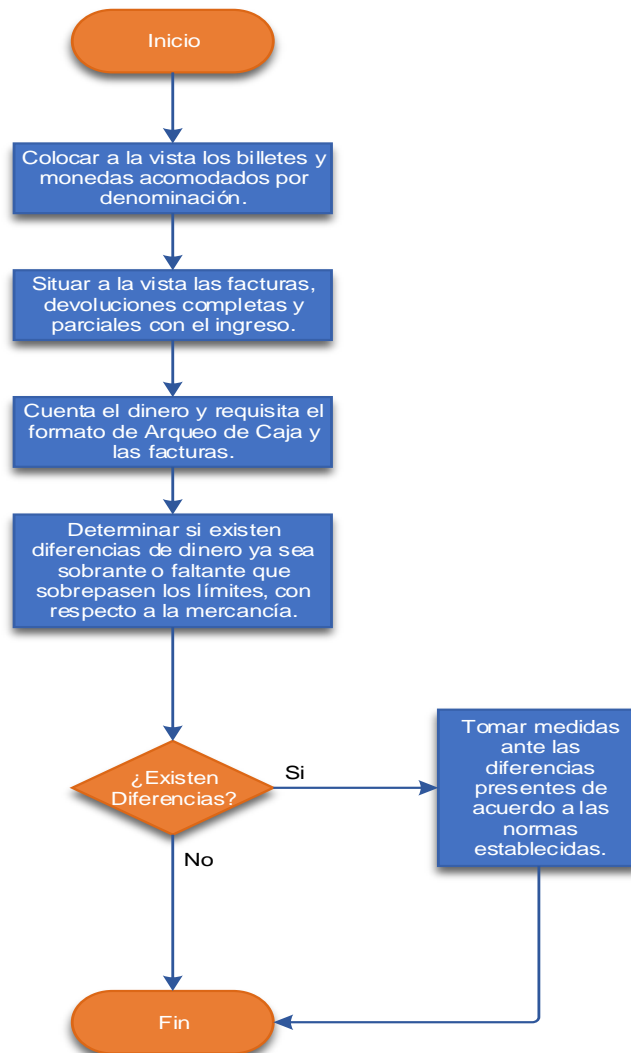 Inicio
Colocar a la vista los billetes y
monedas acomodados por
denominación.
Situar a la vista las facturas,
devoluciones completas y
parciales con el ingreso.
Cuenta el dinero y requisita el
formato de Arqueo de Caja y
las facturas.
Determinar si existen
diferencias de dinero ya sea
sobrante o faltante que
sobrepasen los límites, con
respecto a la mercancía.
¿Existen
Diferencias?
Si
Tomar medidas
ante las
diferencias
presentes de
acuerdo a las
normas
establecidas.
No
Fin